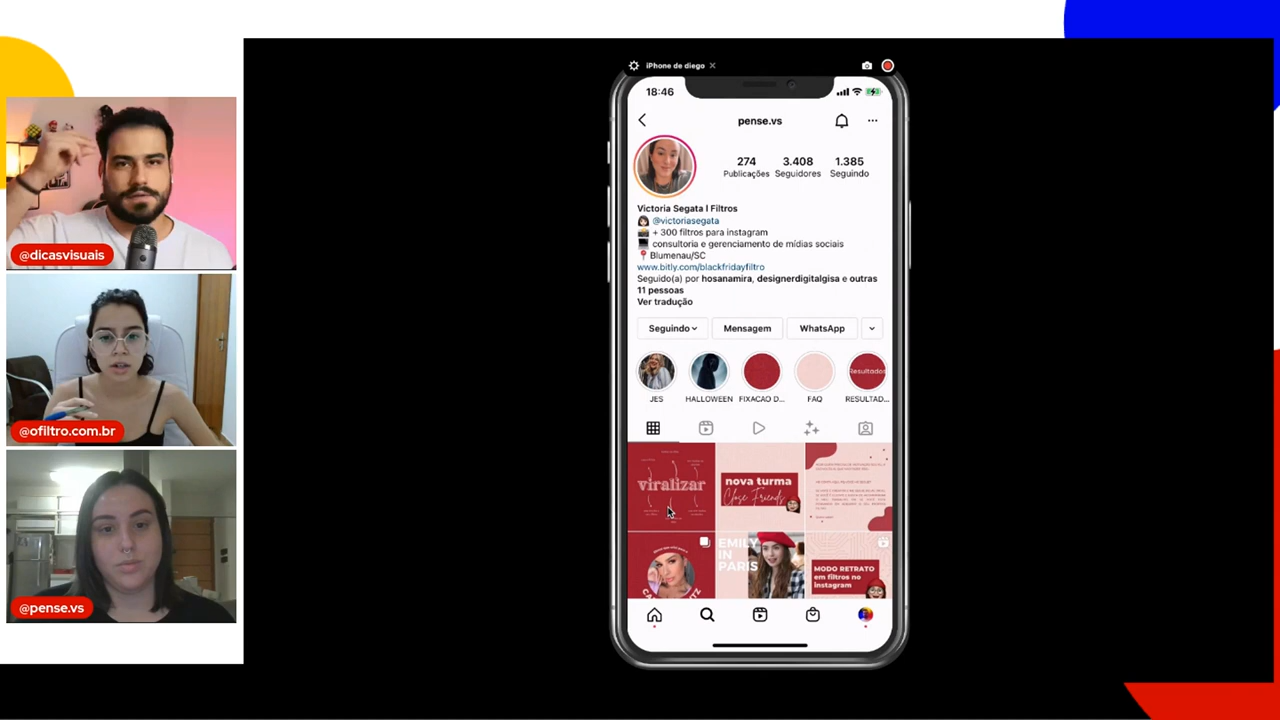 @dicasvisuais
@ofiltro.com.br
@pense.vs
iPhone de diego
18:46
pense.vs
274
Publicações
3.408
Seguidores
1.385
Seguindo
Victoria Segata l Filtros
@victoriasegata
+ 300 filtros para instagram
consultoria e gerenciamento de mídias sociais
Blumenau/SC
www.bitly.com/blackfridayfiltro
Seguido(a) por hosanamira, designerdigitalgisa e outras
11 pessoas
Ver tradução
Seguindo
Mensagem
WhatsApp
JES
HALLOWEEN
FIXACAO D...
FAQ
Resultados
RESULTAD...
viralizar
nova turma
Close Friends
EMILY
IN
PARIS
MODO RETRATO
em filtros no
instagram